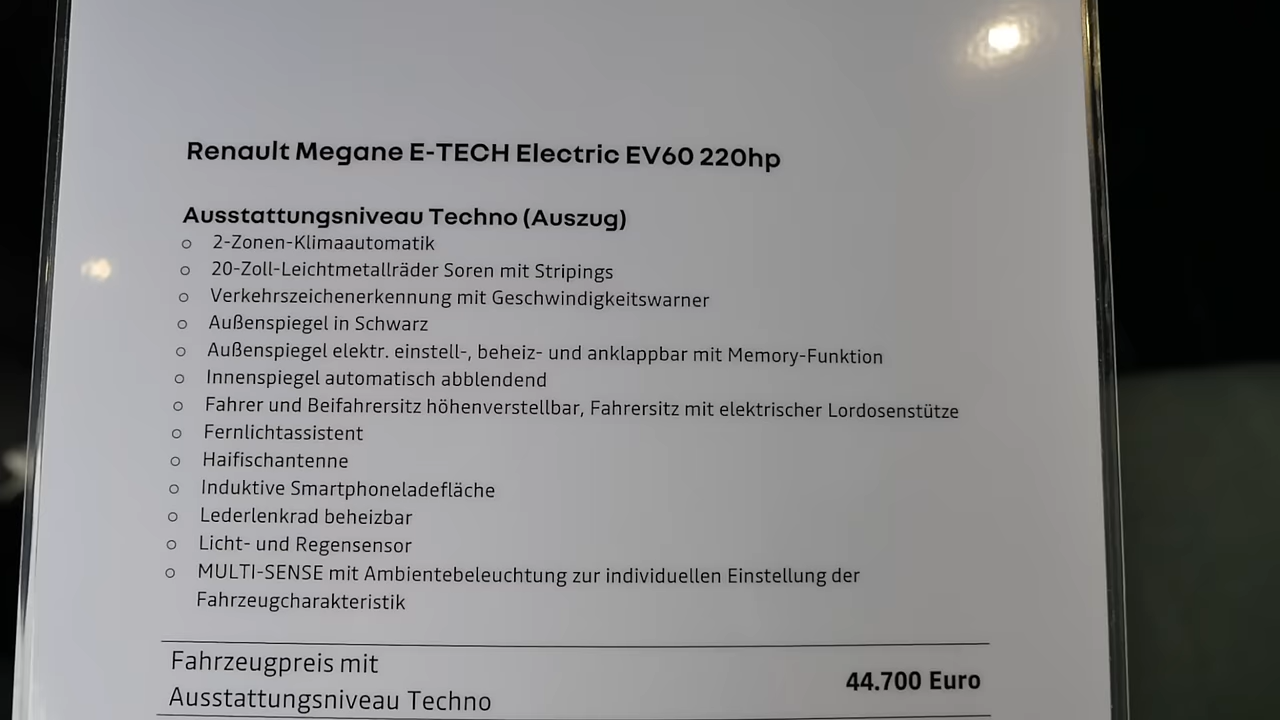 Renault Megane E-TECH Electric EV60 220hp
Ausstattungsniveau Techno (Auszug)
○ 2-Zonen-Klimaautomatik
○ 20-Zoll-Leichtmetallräder Soren mit Stripings
○ Verkehrszeichenerkennung mit Geschwindigkeitswarner
○ Außenspiegel in Schwarz
○ Außenspiegel elektr. einstell-, beheiz- und anklappbar mit Memory-Funktion
○ Innenspiegel automatisch abblendend
○ Fahrer und Beifahrersitz höhenverstellbar, Fahrersitz mit elektrischer Lordosenstütze
○ Fernlichtassistent
○ Haifischantenne
○ Induktive Smartphoneladefläche
○ Lederlenkrad beheizbar
○ Licht- und Regensensor
○ MULTI-SENSE mit Ambientebeleuchtung zur individuellen Einstellung der
Fahrzeugcharakteristik
Fahrzeugpreis mit
Ausstattungsniveau Techno
44.700 Euro